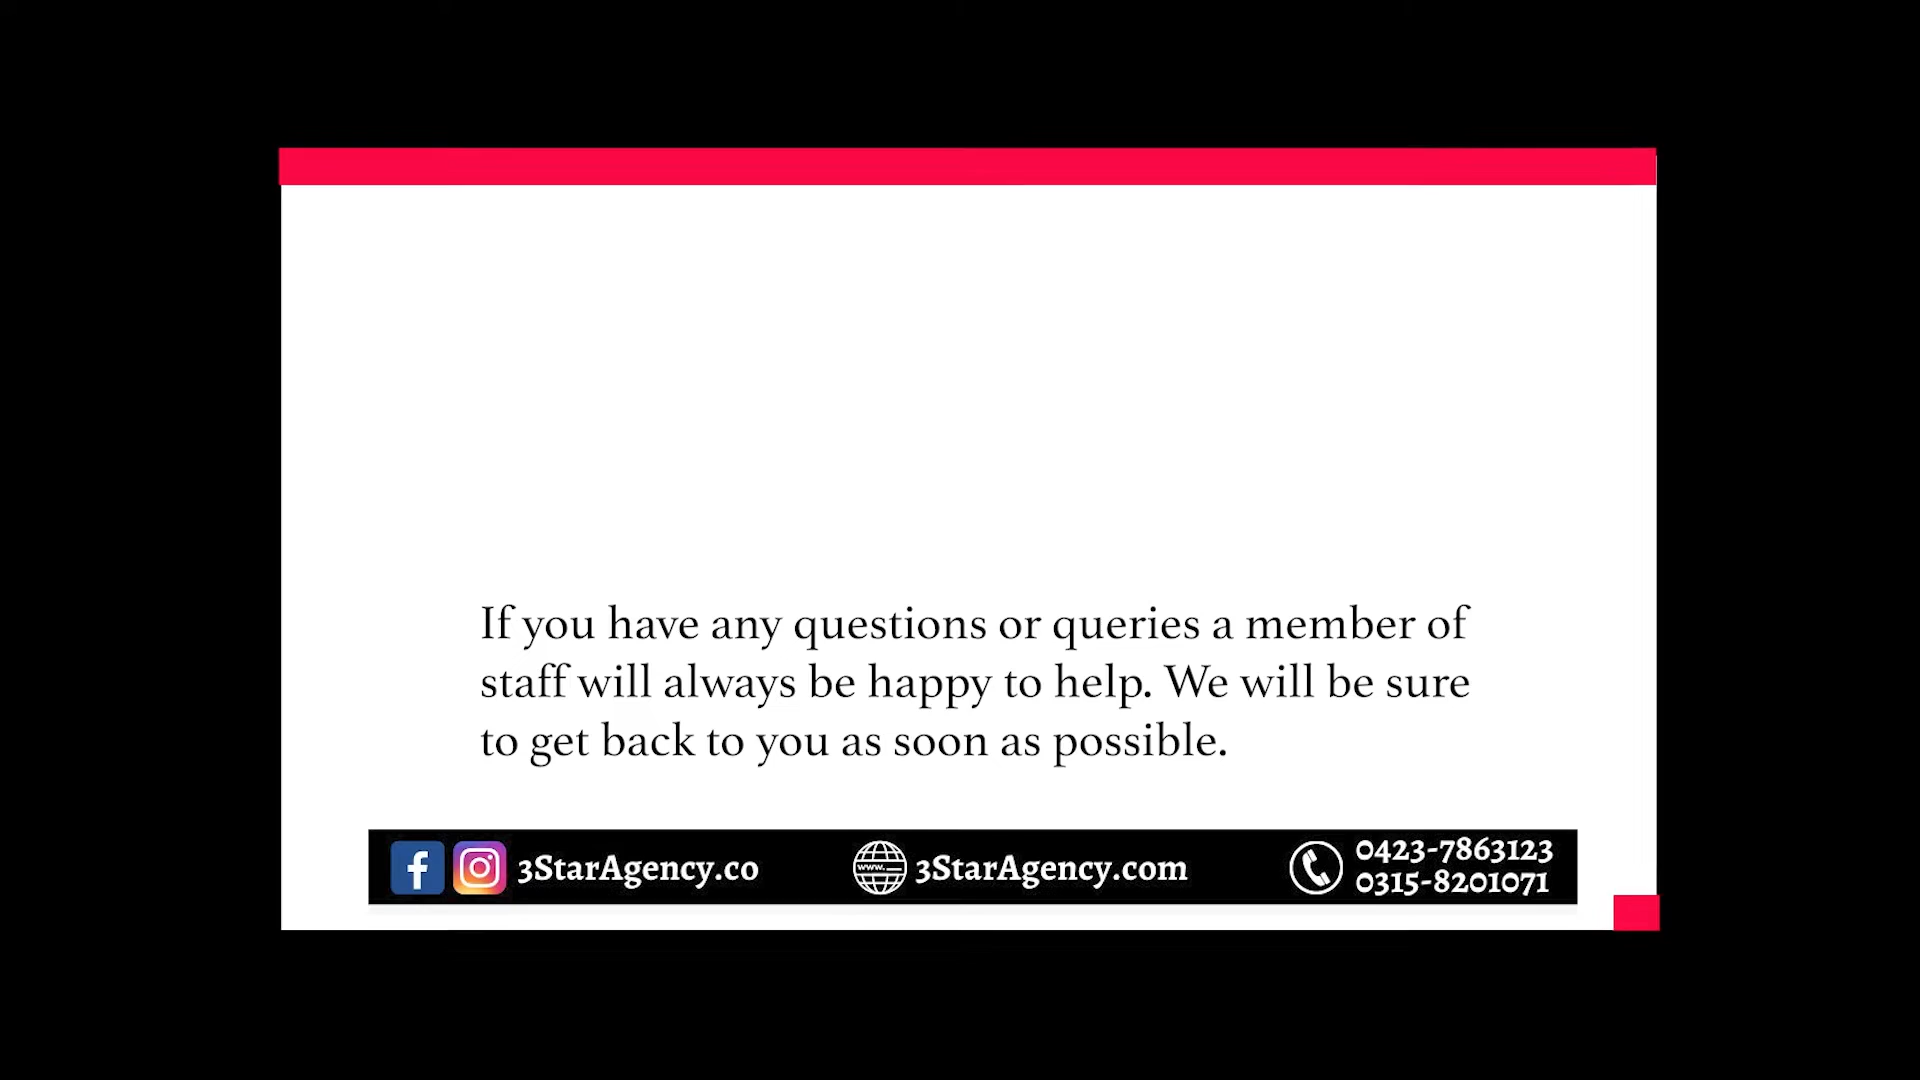 If you have any questions or queries a member of
staff will always be happy to help. We will be sure
to get back to you as soon as possible.
3StarAgency.co
www. 3StarAgency.com
0423-7863123
0315-8201071